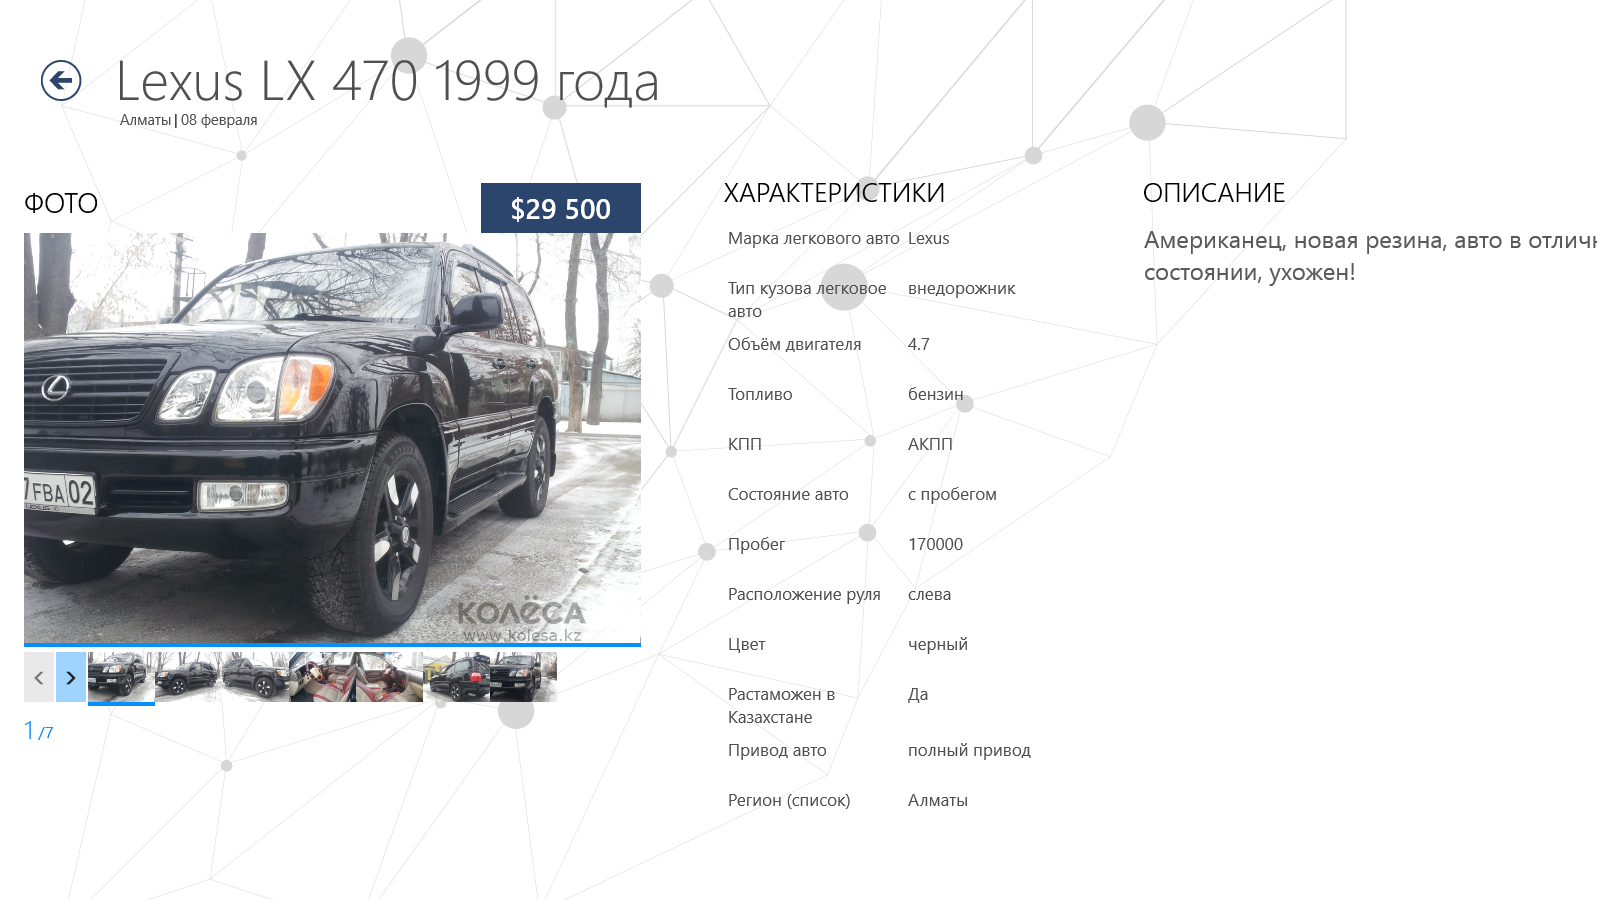 Lexus LX 470 1999 года
Алматы | 08 февраля
ФОТО
$29 500
FBA 02
КОЛЁСА
www.kolesa.kz
1 /7
ХАРАКТЕРИСТИКИ
Марка легкового авто Lexus
Тип кузова легковое внедорожник
авто
Объём двигателя 4.7
Топливо бензин
КПП АКПП
Состояние авто с пробегом
Пробег 170000
Расположение руля слева
Цвет черный
Растаможен в Да
Казахстане
Привод авто полный привод
Регион (список) Алматы
ОПИСАНИЕ
Американец, новая резина, авто в
состоянии, ухожен!